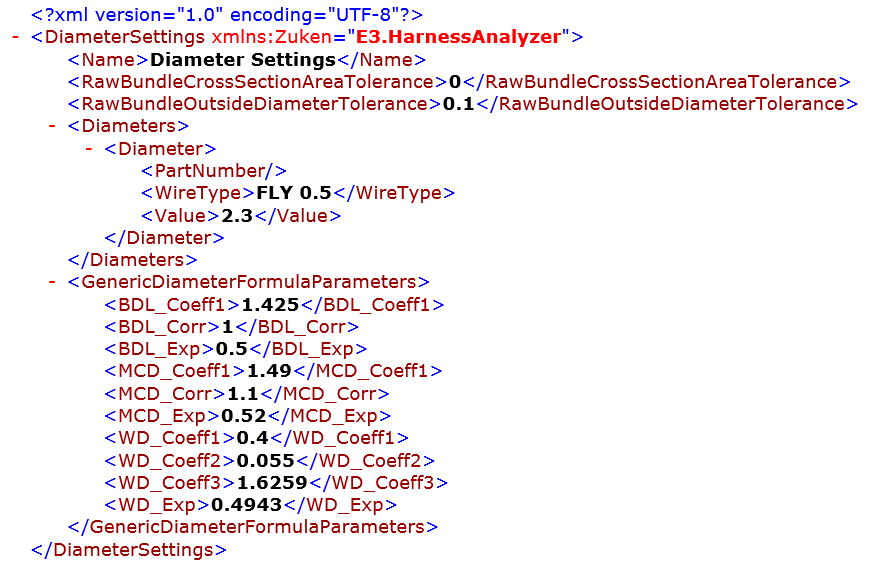 <?xml version="1.0" encoding="UTF-8"?>
- <DiameterSettings xmlns:Zuken="E3.HarnessAnalyzer">
<Name>Diameter Settings</Name>
<RawBundleCrossSectionAreaTolerance>0</RawBundleCrossSectionAreaTolerance>
<RawBundleOutsideDiameterTolerance>0.1</RawBundleOutsideDiameterTolerance>
- <Diameters>
- <Diameter>
<PartNumber/>
<WireType>FLY 0.5</WireType>
<Value>2.3</Value>
</Diameter>
</Diameters>
- <GenericDiameterFormulaParameters>
<BDL_Coeff1>1.425</BDL_Coeff1>
<BDL_Corr>1</BDL_Corr>
<BDL_Exp>0.5</BDL_Exp>
<MCD_Coeff1>1.49</MCD_Coeff1>
<MCD_Corr>1.1</MCD_Corr>
<MCD_Exp>0.52</MCD_Exp>
<WD_Coeff1>0.4</WD_Coeff1>
<WD_Coeff2>0.055</WD_Coeff2>
<WD_Coeff3>1.6259</WD_Coeff3>
<WD_Exp>0.4943</WD_Exp>
</GenericDiameterFormulaParameters>
</DiameterSettings>